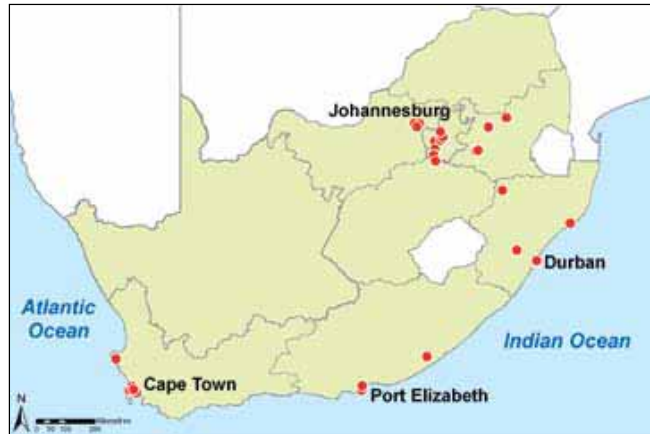 Johannesburg
Durban
Atlantic
Ocean
Indian Ocean
Cape Town
Port Elizabeth
N